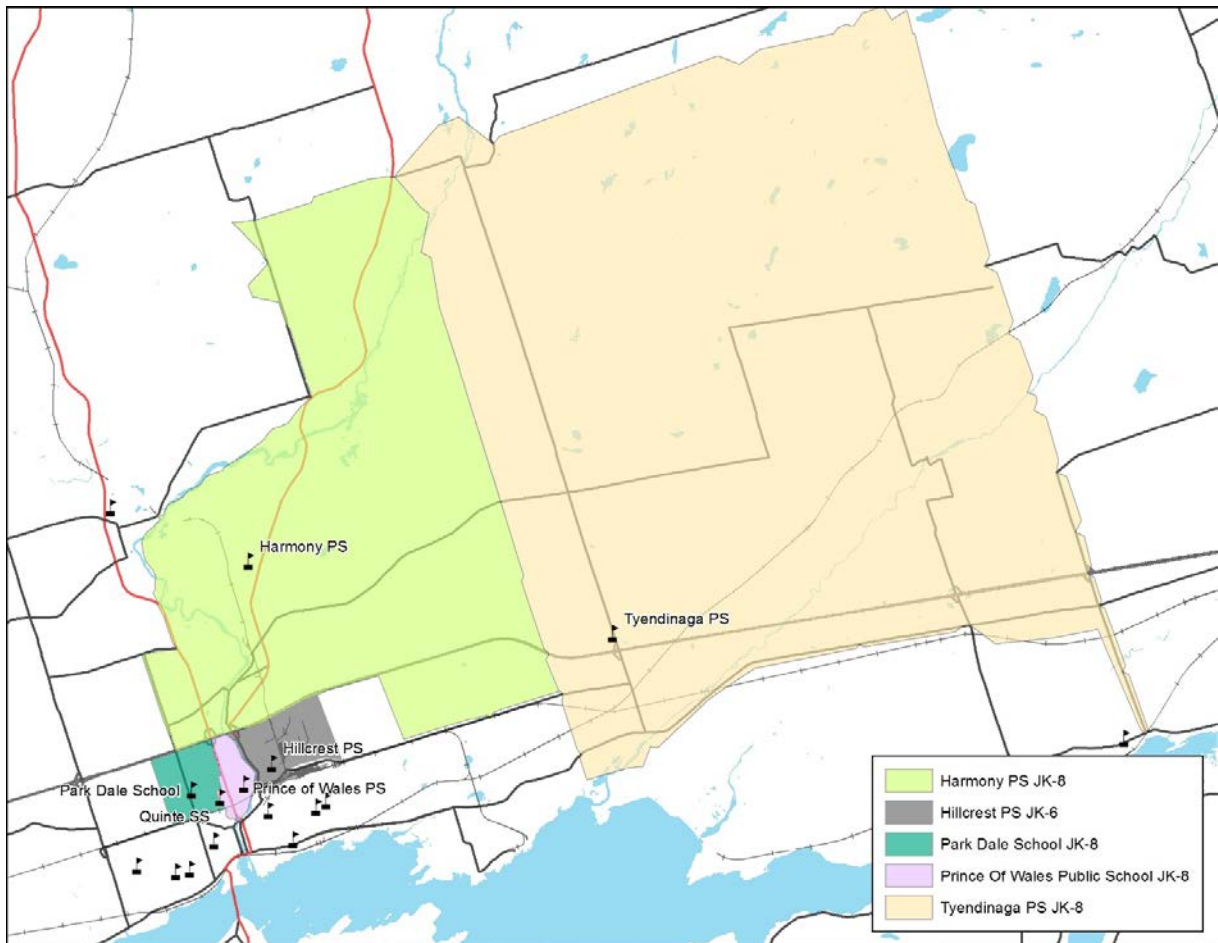 Harmony PS
Tyendinaga PS
Hillcrest PS
Park Dale School
Prince of Wales PS
Quinte SS
Harmony PS JK-8
Hillcrest PS JK-6
Park Dale School JK-8
Prince Of Wales Public School JK-8
Tyendinaga PS JK-8